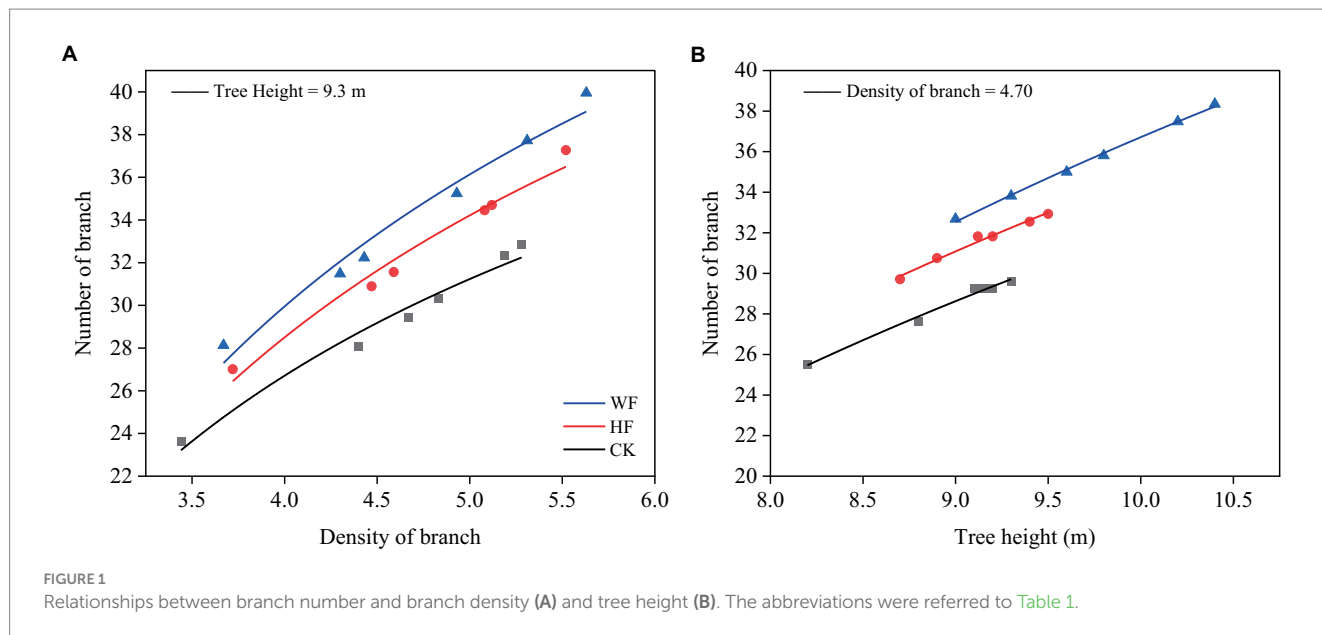 A
Tree Height = 9.3 m
40
38
36
34
32
30
28
26
24
22
Number of branch
3.5
4.0
4.5
5.0
5.5
6.0
Density of branch
WF
HF
CK
B
Density of branch = 4.70
40
38
36
34
32
30
28
26
24
22
20
Number of branch
8.0
8.5
9.0
9.5
10.0
10.5
Tree height (m)
FIGURE 1
Relationships between branch number and branch density (A) and tree height (B). The abbreviations were referred to Table 1.